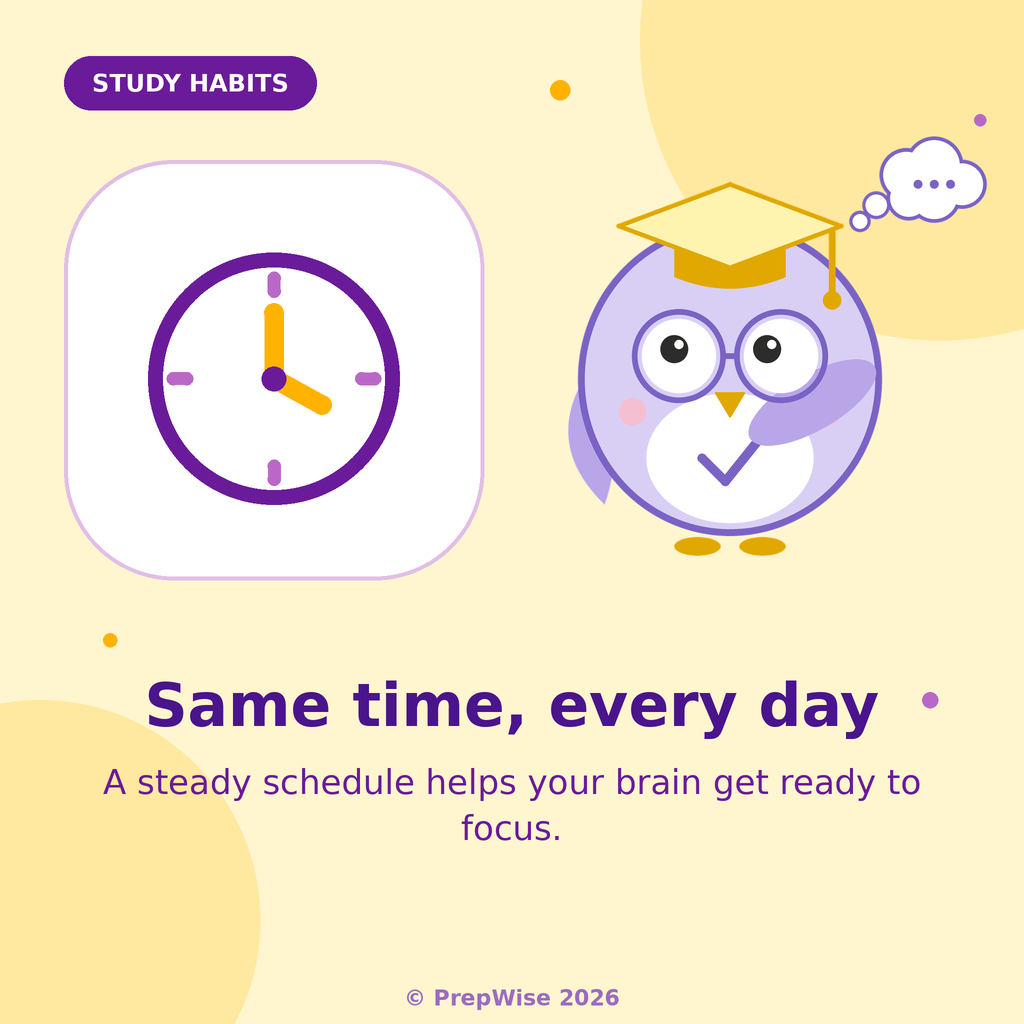 STUDY HABITS
Same time, every day
A steady schedule helps your brain get ready to
focus.
© PrepWise 2026